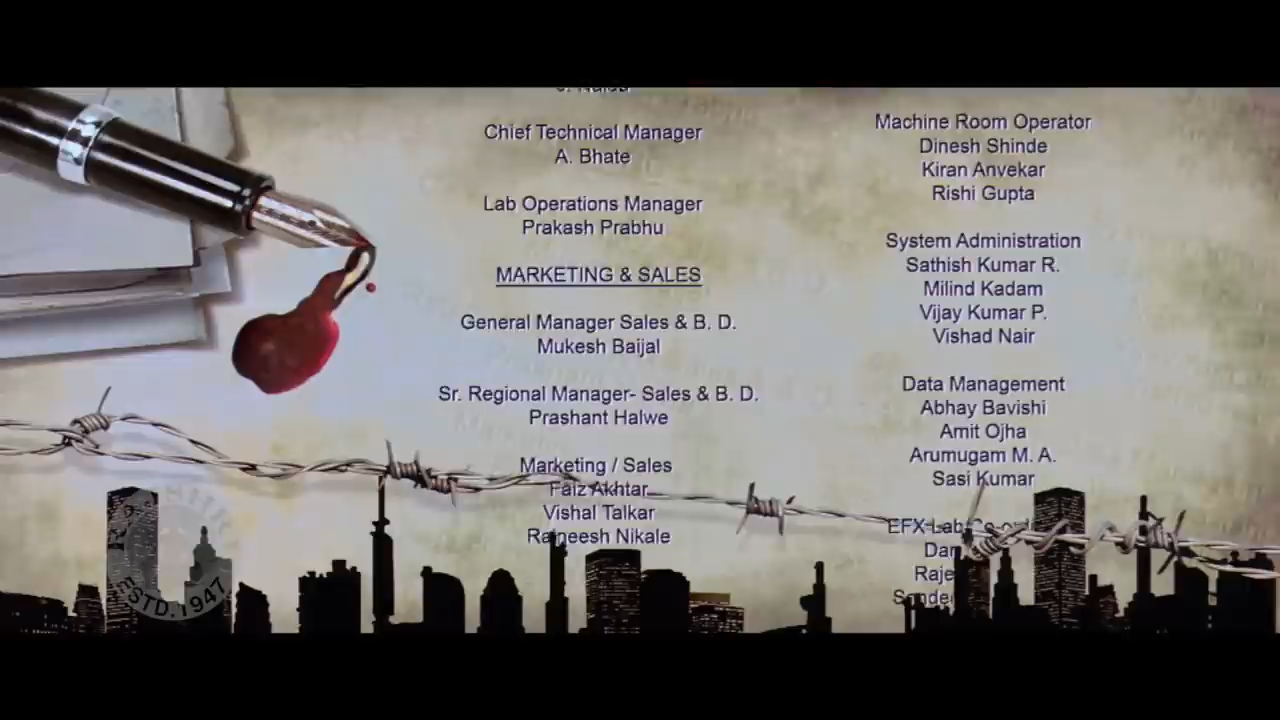 Chief Technical Manager
A. Bhate
Lab Operations Manager
Prakash Prabhu
MARKETING & SALES
General Manager Sales & B. D.
Mukesh Baijal
Sr. Regional Manager- Sales & B. D.
Prashant Halwe
Marketing / Sales
Faiz Akhtar
Vishal Talkar
Rajneesh Nikale
Machine Room Operator
Dinesh Shinde
Kiran Anvekar
Rishi Gupta
System Administration
Sathish Kumar R.
Milind Kadam
Vijay Kumar P.
Vishad Nair
Data Management
Abhay Bavishi
Amit Ojha
Arumugam M. A.
Sasi Kumar
EFX Lab
ESTD. 1947